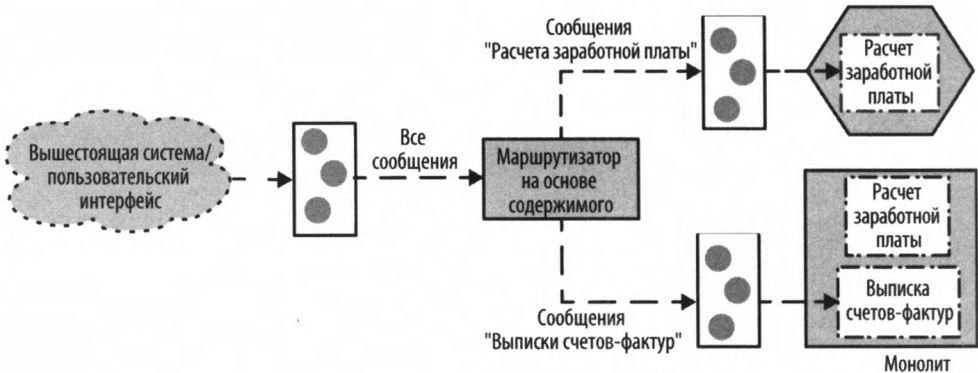 Вышестоящая система/
пользовательский
интерфейс
Все
сообщения
Маршрутизатор
на основе
содержимого
Сообщения
"Расчета заработной платы"
Расчет
заработной
платы
Сообщения
"Выписки счетов-фактур"
Расчет
заработной
платы
Выписка
счетов-фактур
Монолит